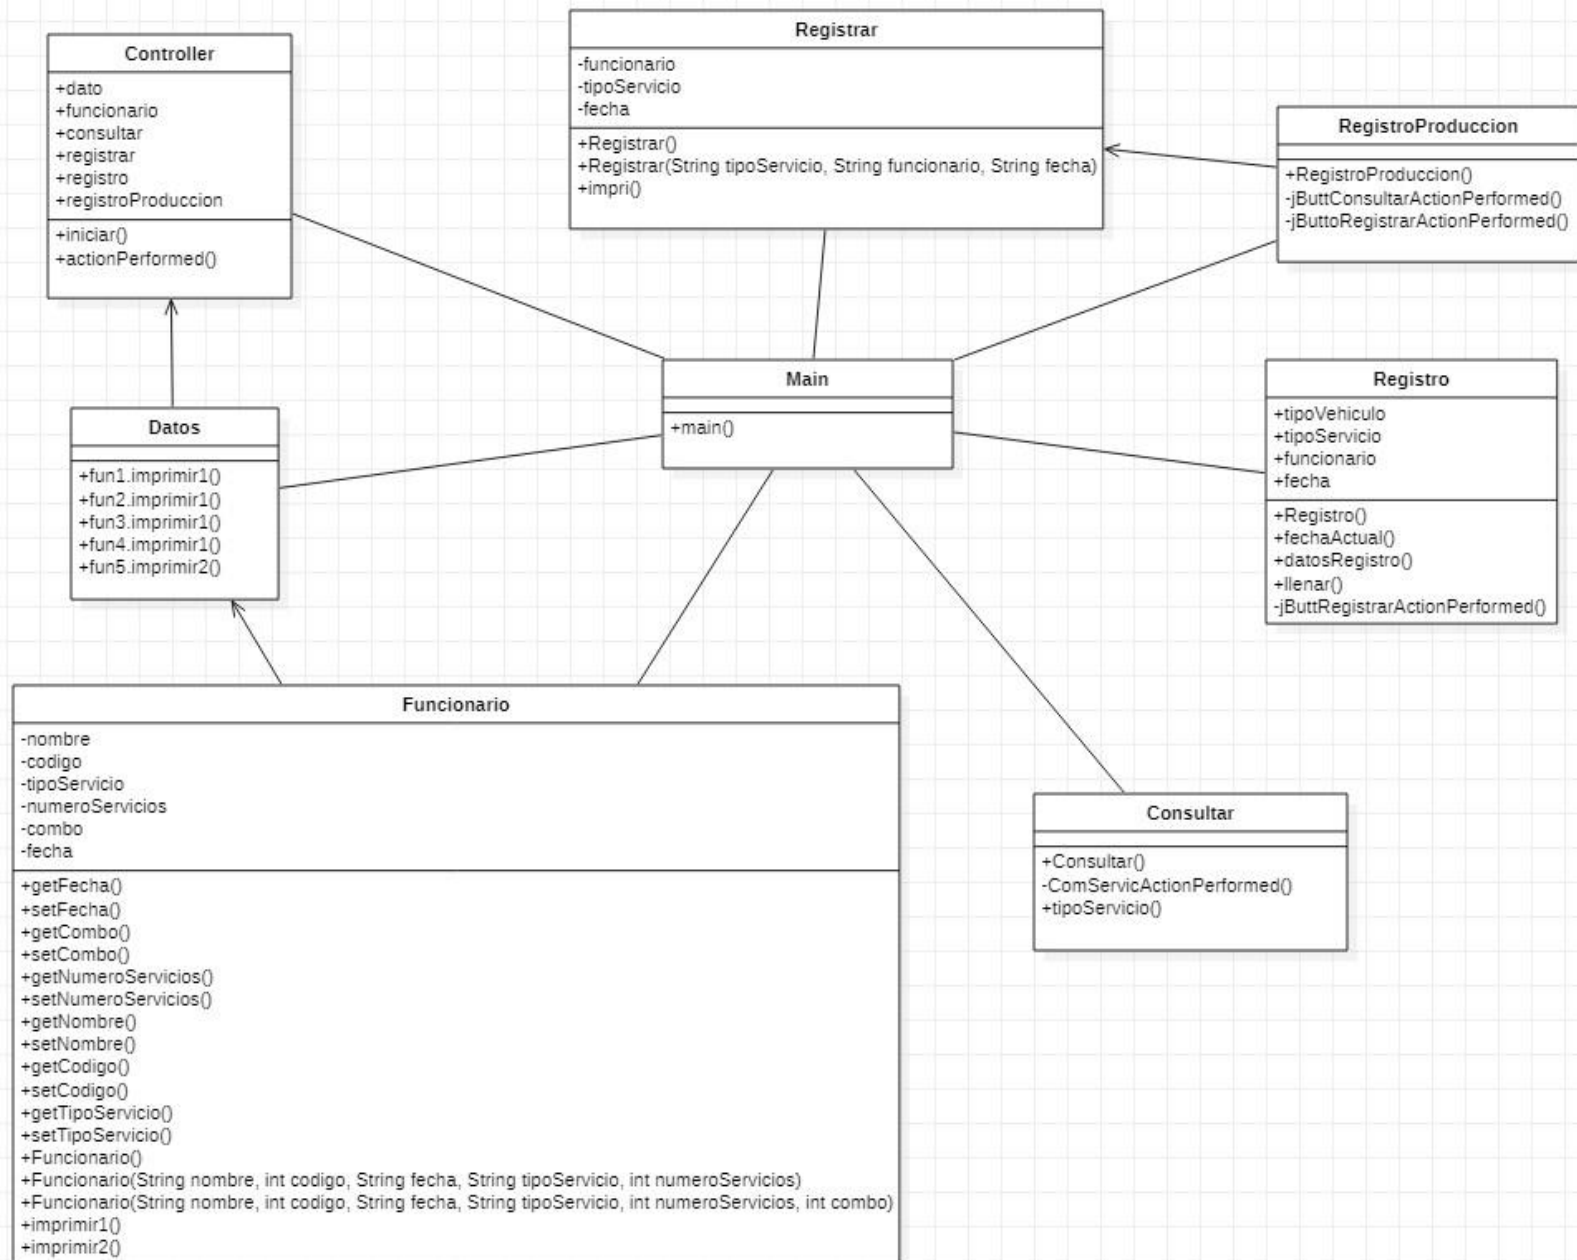 Controller
+dato
+funcionario
+consultar
+registrar
+registro
+registroProduccion
+iniciar()
+actionPerformed()
Registrar
-funcionario
-tipoServicio
-fecha
+Registrar()
+Registrar(String tipoServicio, String funcionario, String fecha)
+impri()
RegistroProduccion
+RegistroProduccion()
-jButtConsultarActionPerformed()
-jButtoRegistrarActionPerformed()
Main
+main()
Registro
+tipoVehiculo
+tipoServicio
+funcionario
+fecha
+Registro()
+fechaActual()
+datosRegistro()
+llenar()
-jButtRegistrarActionPerformed()
Datos
+fun1.imprimir1()
+fun2.imprimir1()
+fun3.imprimir1()
+fun4.imprimir1()
+fun5.imprimir2()
Funcionario
-nombre
-codigo
-tipoServicio
-numeroServicios
-combo
-fecha
+getFecha()
+setFecha()
+getCombo()
+setCombo()
+getNumeroServicios()
+setNumeroServicios()
+getNombre()
+setNombre()
+getCodigo()
+setCodigo()
+getTipoServicio()
+setTipoServicio()
+Funcionario()
+Funcionario(String nombre, int codigo, String fecha, String tipoServicio, int numeroServicios)
+Funcionario(String nombre, int codigo, String fecha, String tipoServicio, int numeroServicios, int combo)
+imprimir1()
+imprimir2()
Consultar
+Consultar()
-ComServicActionPerformed()
+tipoServicio()